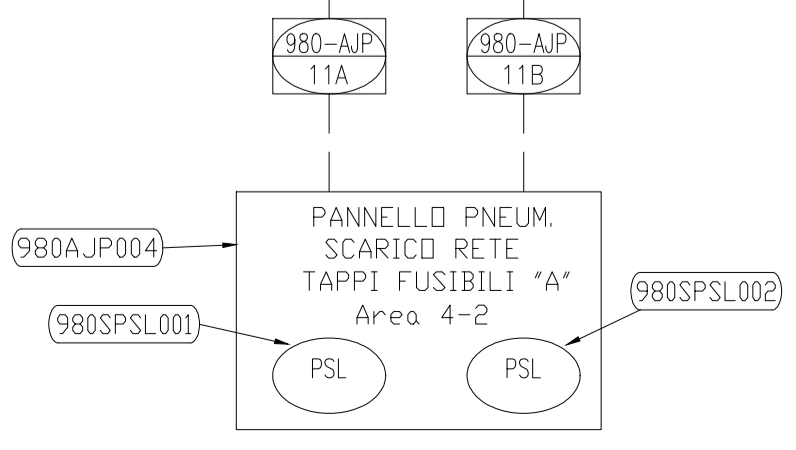 980-AJP
11A
980-AJP
11B
PANNELLO PNEUM.
SCARICO RETE
TAPPI FUSIBILI "A"
Area 4-2
980AJP004
980SPSL001
980SPSL002
PSL
PSL